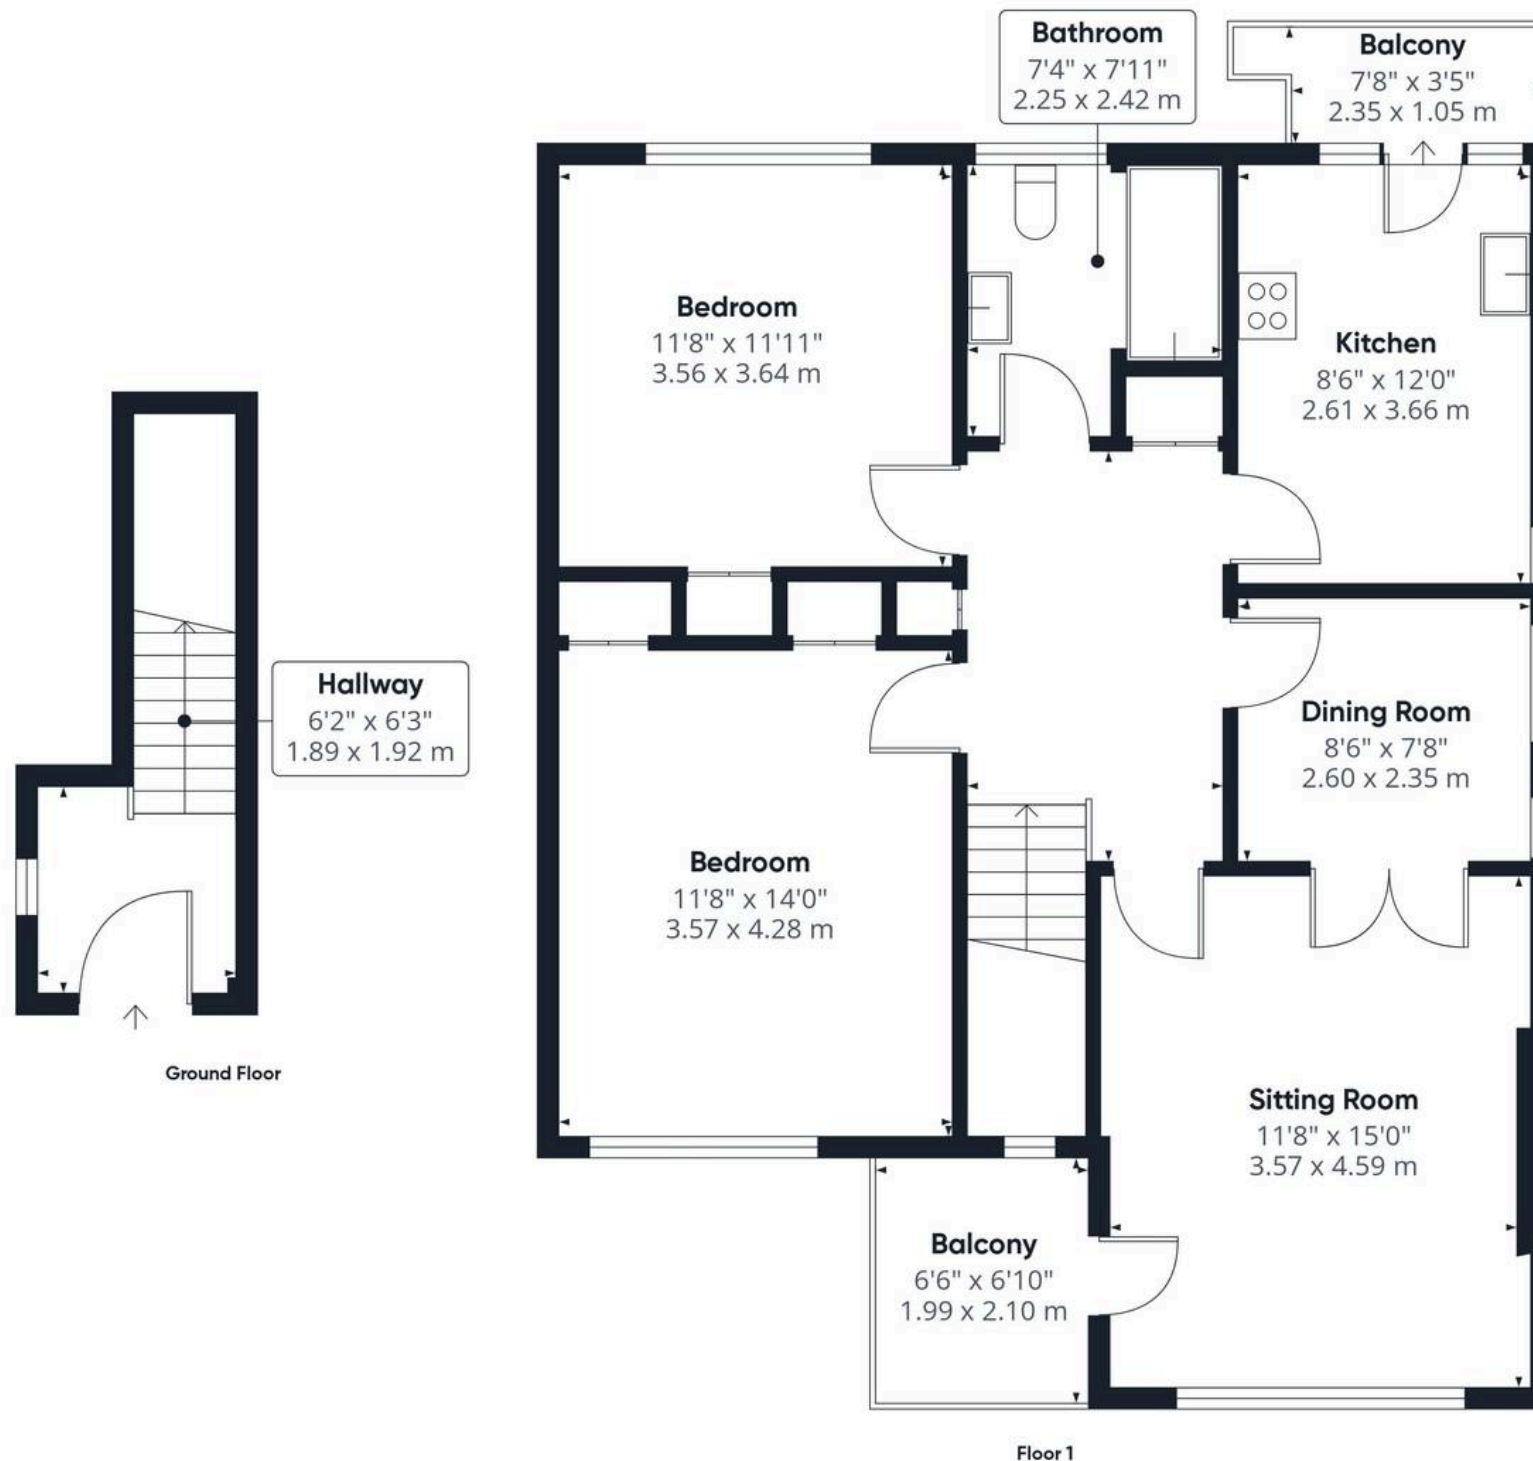 Bathroom
7'4" x 7'11"
2.25 x 2.42 m
Balcony
7'8" x 3'5"
2.35 x 1.05 m
Bedroom
11'8" x 11'11"
3.56 x 3.64 m
Kitchen
8'6" x 12'0"
2.61 x 3.66 m
Hallway
6'2" x 6'3"
1.89 x 1.92 m
Dining Room
8'6" x 7'8"
2.60 x 2.35 m
Bedroom
11'8" x 14'0"
3.57 x 4.28 m
Ground Floor
Sitting Room
11'8" x 15'0"
3.57 x 4.59 m
Balcony
6'6" x 6'10"
1.99 x 2.10 m
Floor 1